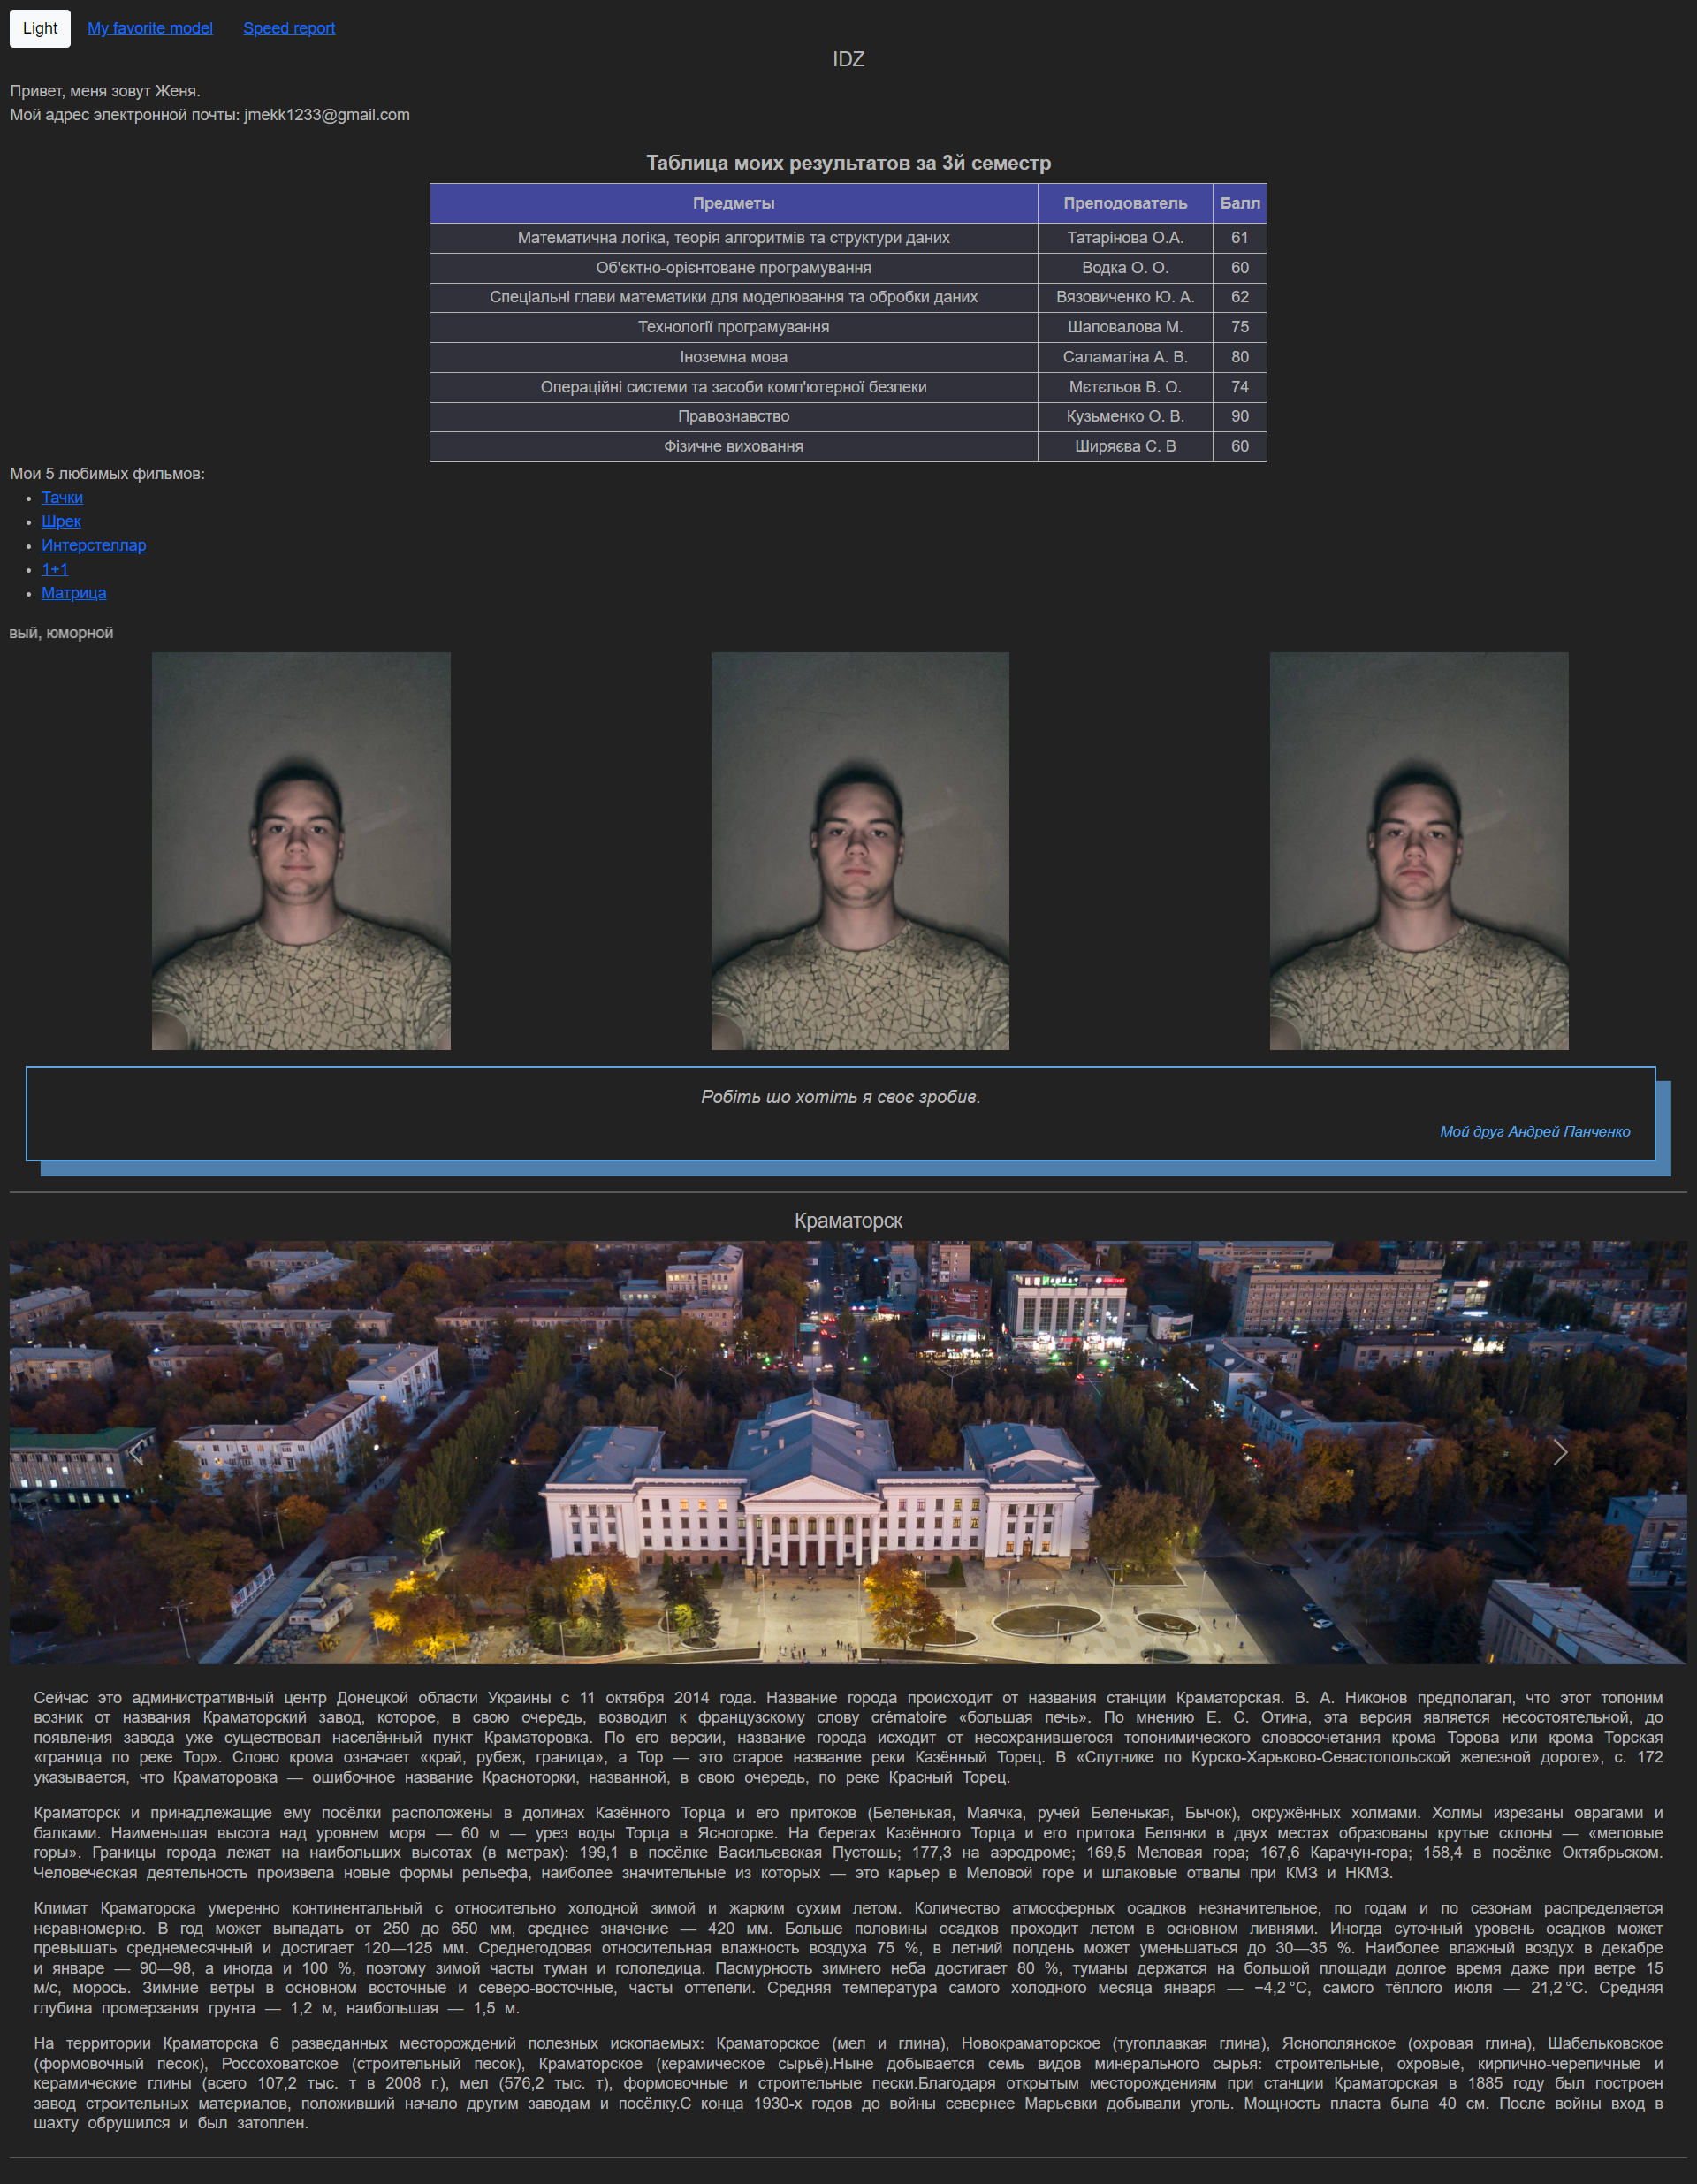 Light My favorite model Speed report
IDZ
Привет, меня зовут Женя.
Мой адрес электронной почты: jmekk1233@gmail.com
Таблица моих результатов за 3й семестр
Предметы Преподователь Балл
Математична логіка, теорія алгоритмів та структури даних Татарінова О.А. 61
Об'єктно-орієнтоване програмування Водка О. О. 60
Спеціальні глави математики для моделювання та обробки даних Вязовиченко Ю. А. 62
Технології програмування Шаповалова М. 75
Іноземна мова Саламатіна А. В. 80
Операційні системи та засоби комп'ютерної безпеки Мєтєльов В. О. 74
Правознавство Кузьменко О. В. 90
Фізичне виховання Ширяєва С. В 60
Мои 5 любимых фильмов:
• Тачки
• Шрек
• Интерстеллар
• 1+1
• Матрица
вый, юморной
Робіть шо хотіть я своє зробив.
Мой друг Андрей Панченко
Краматорск
Сейчас это административный центр Донецкой области Украины с 11 октября 2014 года. Название города происходит от названия станции Краматорская. В. А. Никонов предполагал, что этот топоним
возник от названия Краматорский завод, которое, в свою очередь, возводил к французскому слову crématoire «большая печь». По мнению Е. С. Отина, эта версия является несостоятельной, до
появления завода уже существовал населённый пункт Краматоровка. По его версии, название города исходит от несохранившегося топонимического словосочетания крома Торова или крома Торская
«граница по реке Тор». Слово крома означает «край, рубеж, граница», а Тор — это старое название реки Казённый Торец. В «Спутнике по Курско-Харьково-Севастопольской железной дороге», с. 172
указывается, что Краматоровка — ошибочное название Красноторки, названной, в свою очередь, по реке Красный Торец.
Краматорск и принадлежащие ему посёлки расположены в долинах Казённого Торца и его притоков (Беленькая, Маячка, ручей Беленькая, Бычок), окружённых холмами. Холмы изрезаны оврагами и
балками. Наименьшая высота над уровнем моря — 60 м — урез воды Торца в Ясногорке. На берегах Казённого Торца и его притока Белянки в двух местах образованы крутые склоны — «меловые
горы». Границы города лежат на наибольших высотах (в метрах): 199,1 в посёлке Васильевская Пустошь; 177,3 на аэродроме; 169,5 Меловая гора; 167,6 Карачун-гора; 158,4 в посёлке Октябрьском.
Человеческая деятельность произвела новые формы рельефа, наиболее значительные из которых — это карьер в Меловой горе и шлаковые отвалы при КМЗ и НКМЗ.
Климат Краматорска умеренно континентальный с относительно холодной зимой и жарким сухим летом. Количество атмосферных осадков незначительное, по годам и по сезонам распределяется
неравномерно. В год может выпадать от 250 до 650 мм, среднее значение — 420 мм. Больше половины осадков проходит летом в основном ливнями. Иногда суточный уровень осадков может
превышать среднемесячный и достигает 120—125 мм. Среднегодовая относительная влажность воздуха 75 %, в летний полдень может уменьшаться до 30—35 %. Наиболее влажный воздух в декабре
и январе — 90—98, а иногда и 100 %, поэтому зимой часты туман и гололедица. Пасмурность зимнего неба достигает 80 %, туманы держатся на большой площади долгое время даже при ветре 15
м/с, морось. Зимние ветры в основном восточные и северо-восточные, часты оттепели. Средняя температура самого холодного месяца января — −4,2 °C, самого тёплого июля — 21,2 °C. Средняя
глубина промерзания грунта — 1,2 м, наибольшая — 1,5 м.
На территории Краматорска 6 разведанных месторождений полезных ископаемых: Краматорское (мел и глина), Новокраматорское (тугоплавкая глина), Яснополянское (охровая глина), Шабельковское
(формовочный песок), Россоховатское (строительный песок), Краматорское (керамическое сырьё).Ныне добывается семь видов минерального сырья: строительные, охровые, кирпично-черепичные и
керамические глины (всего 107,2 тыс. т в 2008 г.), мел (576,2 тыс. т), формовочные и строительные пески.Благодаря открытым месторождениям при станции Краматорская в 1885 году был построен
завод строительных материалов, положивший начало другим заводам и посёлку.С конца 1930-х годов до войны севернее Марьевки добывали уголь. Мощность пласта была 40 см. После войны вход в
шахту обрушился и был затоплен.